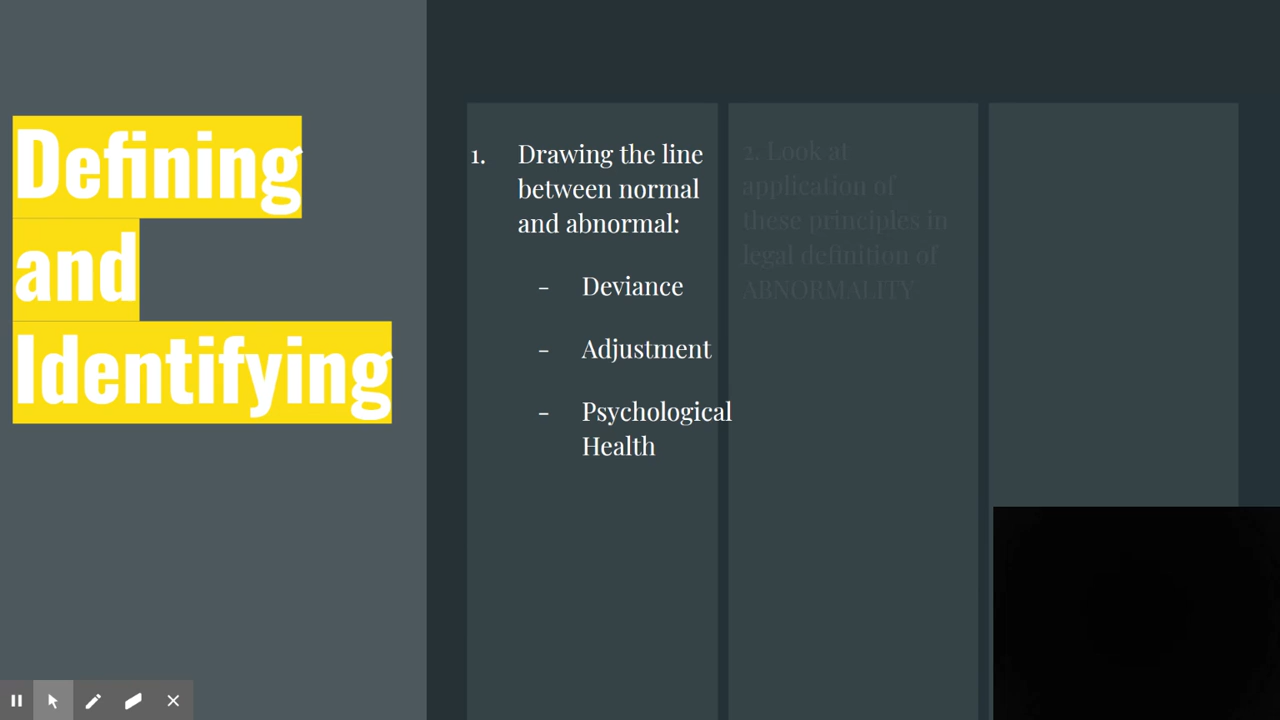 Defining
and
Identifying
1. Drawing the line
between normal
and abnormal:
- Deviance
- Adjustment
- Psychological
Health
2. Look at
application of
these principles in
legal definition of
ABNORMALITY